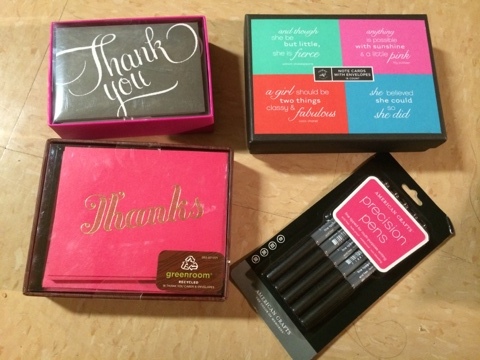 Thank
you
and though
she be
but little,
she is fierce
anything
is possible
with sunshine
& a little pink
NOTE CARDS
WITH ENVELOPES
a girl should be
two things
classy &
fabulous
she believed
she could
so
she did
Thanks
greenroom
RECYCLED
AMERICAN CRAFTS
precision
pens
AMERICAN CRAFTS